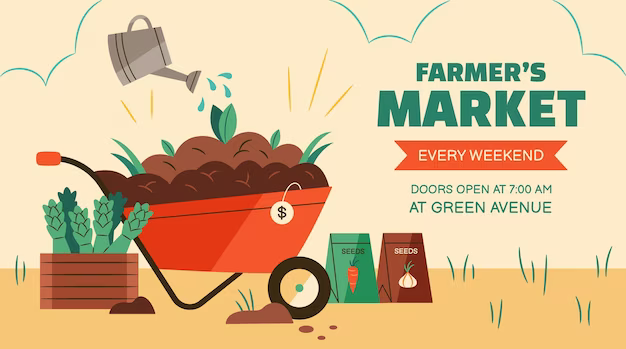 FARMER'S
MARKET
EVERY WEEKEND
DOORS OPEN AT 7:00 AM
AT GREEN AVENUE
$
SEEDS
SEEDS